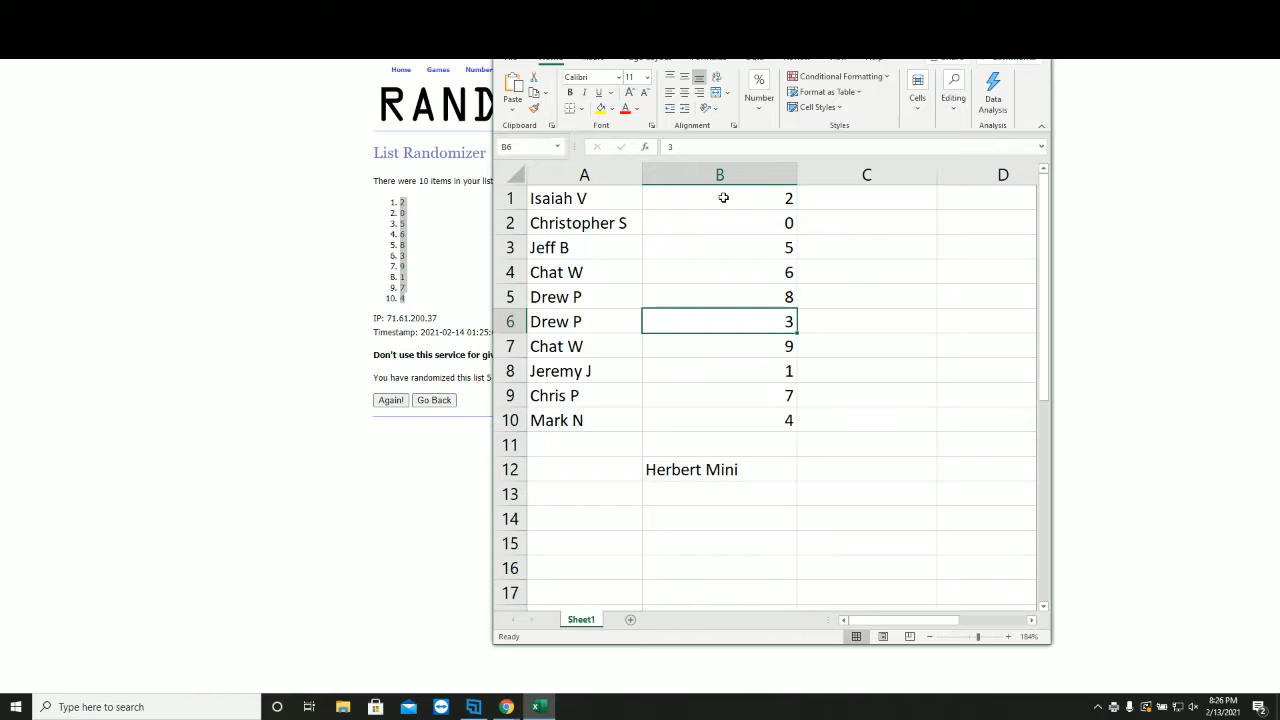 Home Games Number
RAND
List Randomizer
There were 10 items in your list
1. 2
2. 0
3. 5
4. 6
5. 8
6. 3
7. 9
8. 1
9. 7
10. 4
IP: 71.61.200.37
Timestamp: 2021-02-14 01:25:
Don't use this service for giv
You have randomized this list 5
Again! Go Back
Calibri 11
Paste
B I U
Number
Conditional Formatting
Format as Table
Cell Styles
Cells
Editing
Data Analysis
Clipboard Font Alignment Styles Analysis
B6 fx 3
A B C D
1 Isaiah V 2
2 Christopher S 0
3 Jeff B 5
4 Chat W 6
5 Drew P 8
6 Drew P 3
7 Chat W 9
8 Jeremy J 1
9 Chris P 7
10 Mark N 4
11
12 Herbert Mini
13
14
15
16
17
Sheet1
Ready 184%
Type here to search
8:26 PM
2/13/2021
2